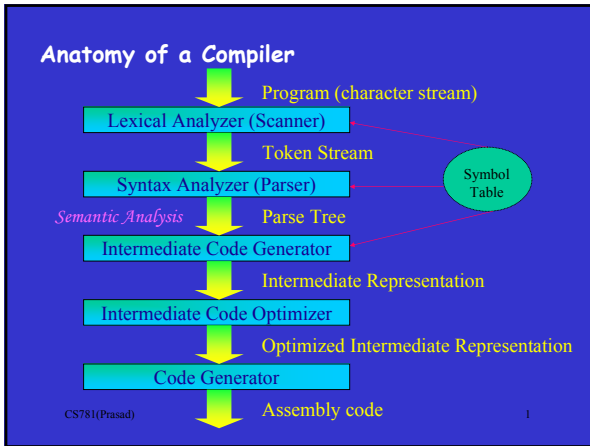 Anatomy of a Compiler
Program (character stream)
Lexical Analyzer (Scanner)
Token Stream
Syntax Analyzer (Parser)
Symbol
Table
Semantic Analysis
Parse Tree
Intermediate Code Generator
Intermediate Representation
Intermediate Code Optimizer
Optimized Intermediate Representation
Code Generator
Assembly code
CS781(Prasad)
1